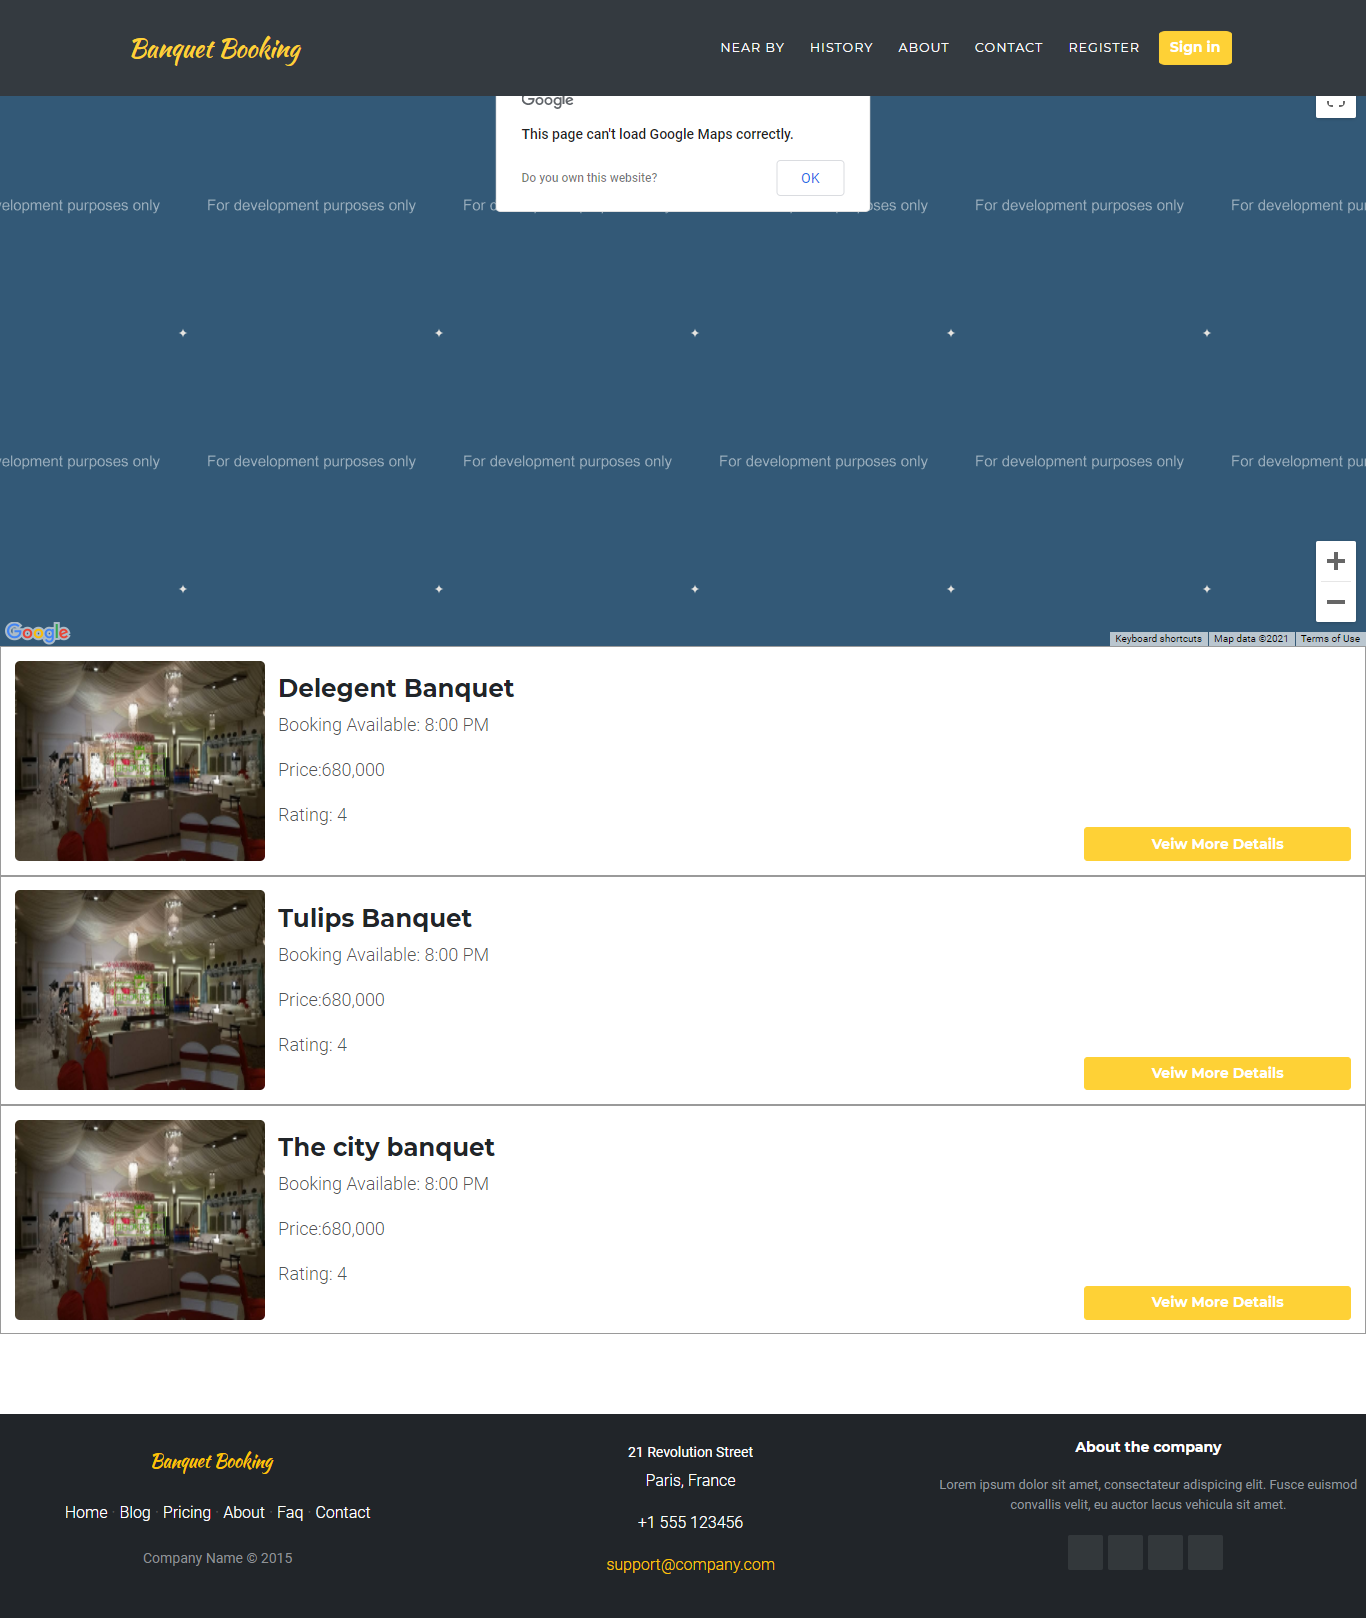 Banquet Booking
NEAR BY HISTORY ABOUT CONTACT REGISTER Sign in
Google
This page can't load Google Maps correctly.
Do you own this website? OK
velopment purposes only For development purposes only For d oses only For development purposes only For development pu
velopment purposes only For development purposes only For development purposes only For development purposes only For development purposes only For development pu
Google
Keyboard shortcuts Map data ©2021 Terms of Use
Delegent Banquet
Booking Available: 8:00 PM
Price:680,000
Rating: 4
Veiw More Details
Tulips Banquet
Booking Available: 8:00 PM
Price:680,000
Rating: 4
Veiw More Details
The city banquet
Booking Available: 8:00 PM
Price:680,000
Rating: 4
Veiw More Details
Banquet Booking
Home · Blog · Pricing · About · Faq · Contact
Company Name © 2015
21 Revolution Street
Paris, France
+1 555 123456
support@company.com
About the company
Lorem ipsum dolor sit amet, consectateur adispicing elit. Fusce euismod
convallis velit, eu auctor lacus vehicula sit amet.